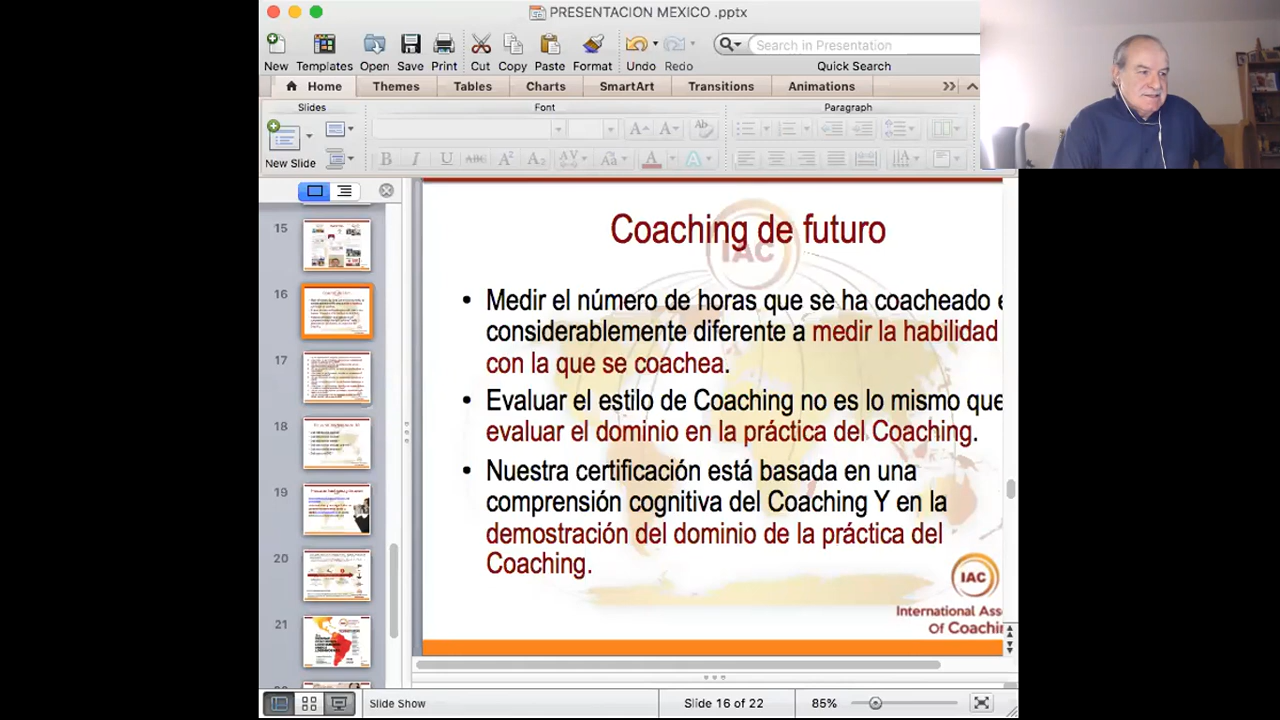 PRESENTACION MEXICO .pptx
Search in Presentation
New Templates Open Save Print Cut Copy Paste Format Undo Redo Quick Search
Home Themes Tables Charts SmartArt Transitions Animations
Slides Font Paragraph
New Slide
15
16
17
18
19
20
21
IAC
Coaching de futuro
• Medir el número de horas que se ha coacheado e
considerablemente diferente a medir la habilidad
con la que se coachea.
• Evaluar el estilo de Coaching no es lo mismo que
evaluar el dominio en la práctica del Coaching.
• Nuestra certificación está basada en una
comprensión cognitiva del Coaching Y en la
demostración del dominio de la práctica del
Coaching.
IAC
International Ass
Of Coachin
Slide Show Slide 16 of 22 85%